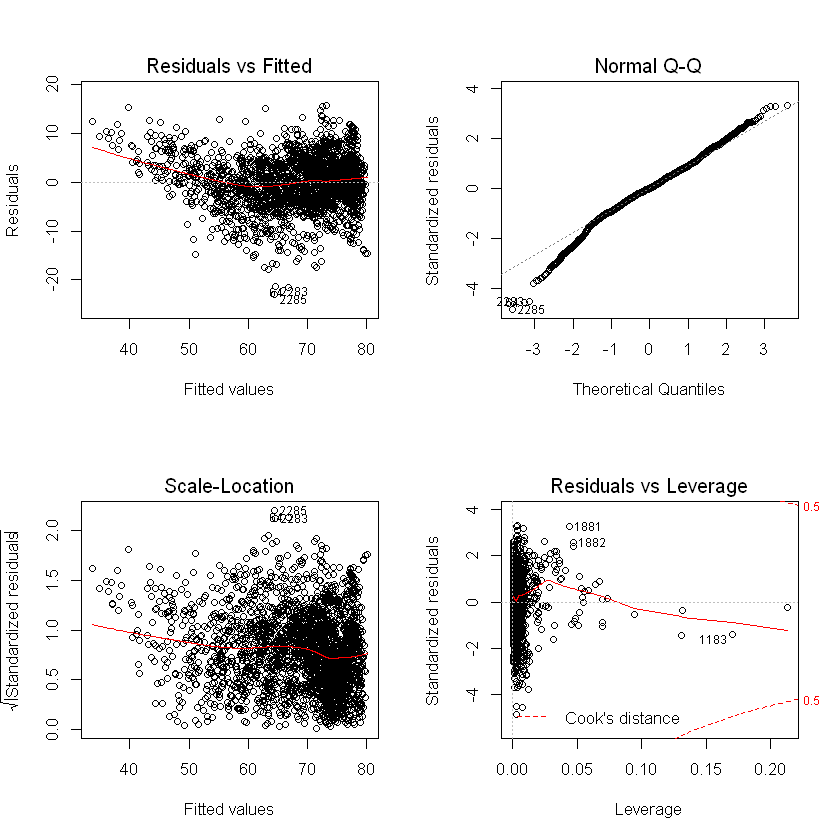 Residuals vs Fitted
20
10
0
-10
-20
Residuals
2283
2285
40 50 60 70 80
Fitted values
Normal Q-Q
4
2
0
-2
-4
Standardized residuals
2285
-3 -2 -1 0 1 2 3
Theoretical Quantiles
Scale-Location
2.0
1.5
1.0
0.5
0.0
√|Standardized residuals|
2285
2283
40 50 60 70 80
Fitted values
Residuals vs Leverage
4
2
0
-2
-4
Standardized residuals
1881
1882
1183
0.5
0.5
Cook's distance
0.00 0.05 0.10 0.15 0.20
Leverage